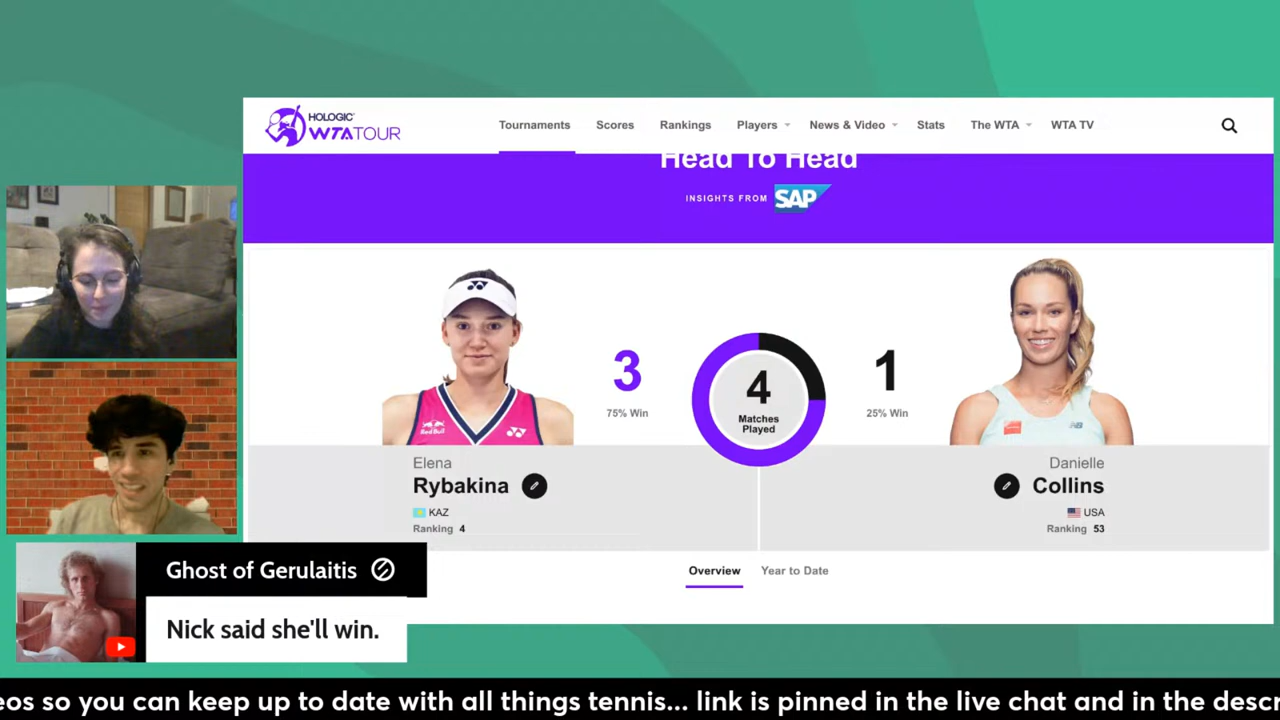 HOLOGIC
WTATOUR
Tournaments
Scores
Rankings
Players
News & Video
Stats
The WTA
WTA TV
Head To Head
INSIGHTS FROM
SAP
Red Bull
3
75% Win
4
Matches
Played
1
25% Win
Elena
Rybakina
KAZ
Ranking 4
Danielle
Collins
USA
Ranking 53
Overview
Year to Date
Ghost of Gerulaitis
Nick said she'll win.
eos so you can keep up to date with all things tennis... link is pinned in the live chat and in the descr